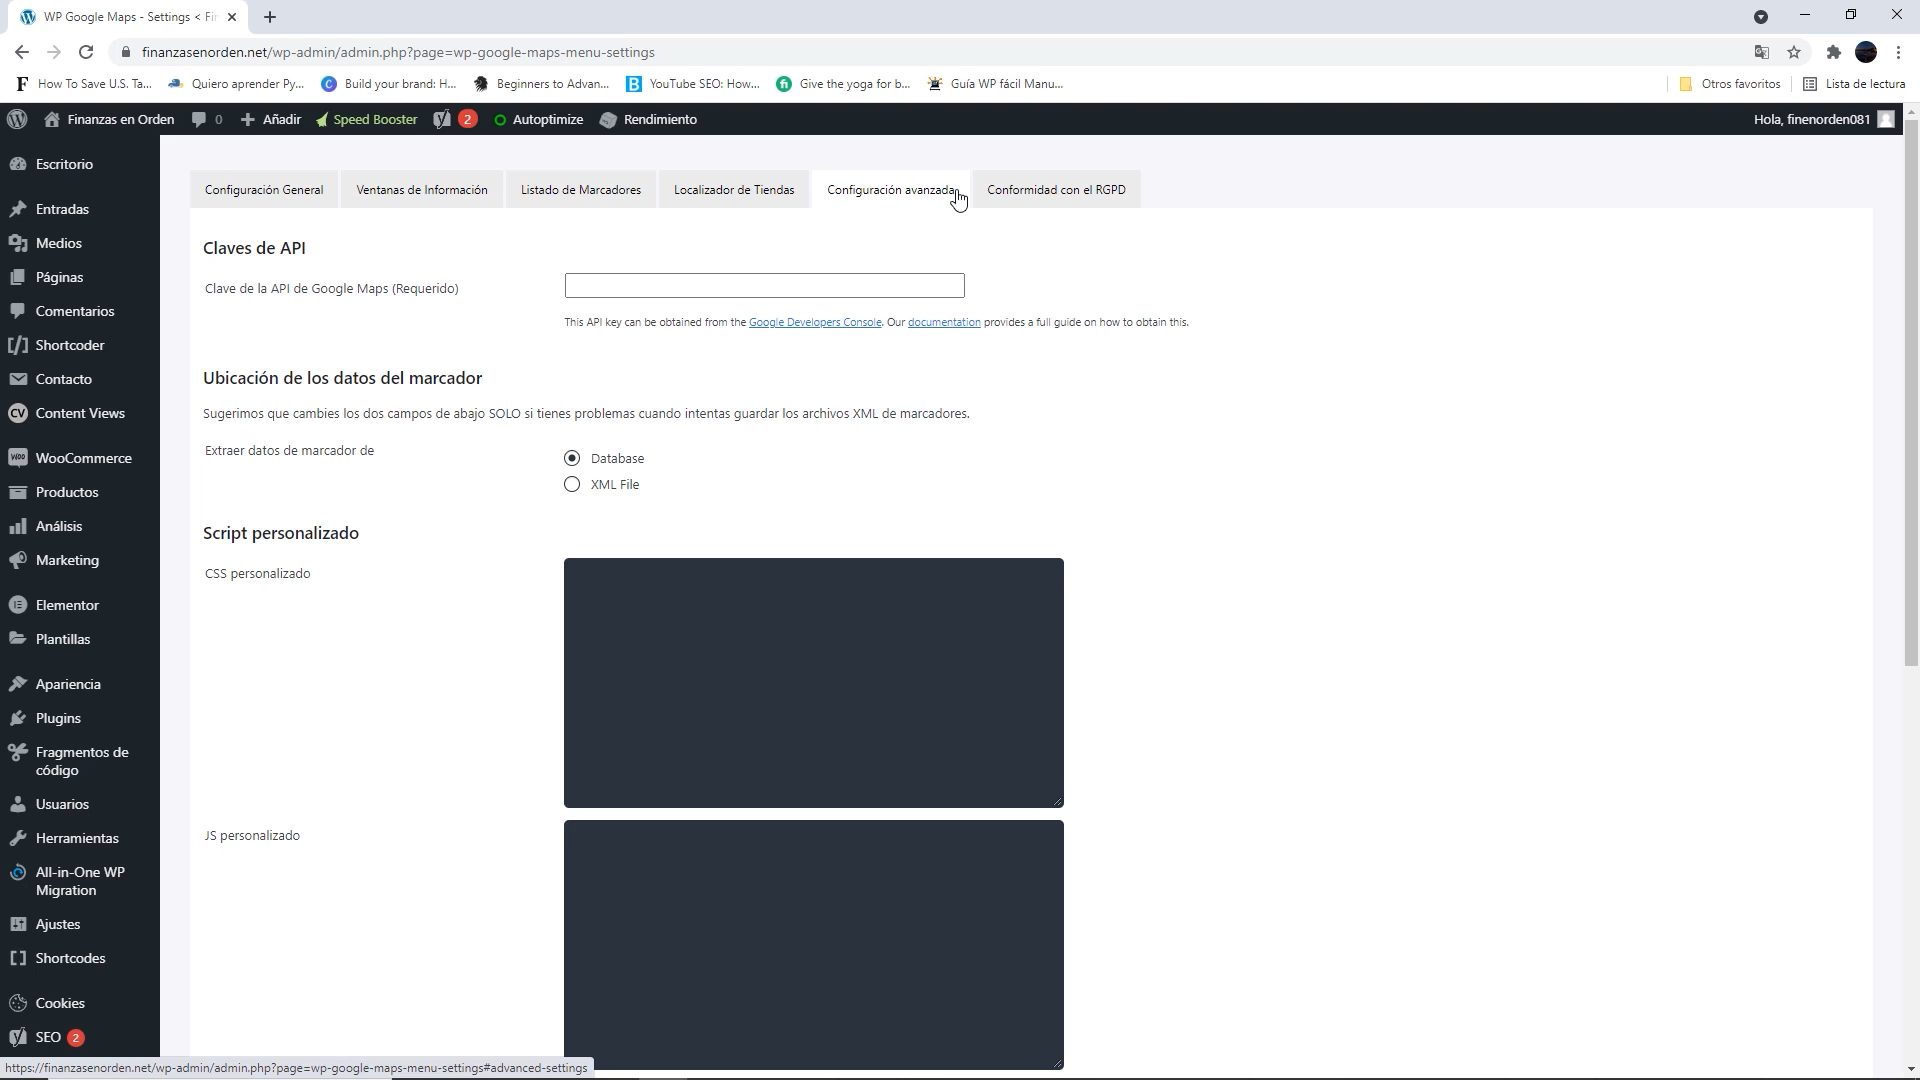 WP Google Maps - Settings < Fin
finanzasenorden.net/wp-admin/admin.php?page=wp-google-maps-menu-settings
How To Save U.S. Ta...
Quiero aprender Py...
Build your brand: H...
Beginners to Advan...
YouTube SEO: How...
Give the yoga for b...
Guía WP fácil Manu...
Otros favoritos
Lista de lectura
Finanzas en Orden
0
Añadir
Speed Booster
2
Autoptimize
Rendimiento
Hola, finenorden081
Escritorio
Entradas
Medios
Páginas
Comentarios
Shortcoder
Contacto
Content Views
WooCommerce
Productos
Análisis
Marketing
Elementor
Plantillas
Apariencia
Plugins
Fragmentos de
código
Usuarios
Herramientas
All-in-One WP
Migration
Ajustes
Shortcodes
Cookies
SEO 2
Configuración General
Ventanas de Información
Listado de Marcadores
Localizador de Tiendas
Configuración avanzada
Conformidad con el RGPD
Claves de API
Clave de la API de Google Maps (Requerido)
This API key can be obtained from the Google Developers Console. Our documentation provides a full guide on how to obtain this.
Ubicación de los datos del marcador
Sugerimos que cambies los dos campos de abajo SOLO si tienes problemas cuando intentas guardar los archivos XML de marcadores.
Extraer datos de marcador de
Database
XML File
Script personalizado
CSS personalizado
JS personalizado
https://finanzasenorden.net/wp-admin/admin.php?page=wp-google-maps-menu-settings#advanced-settings